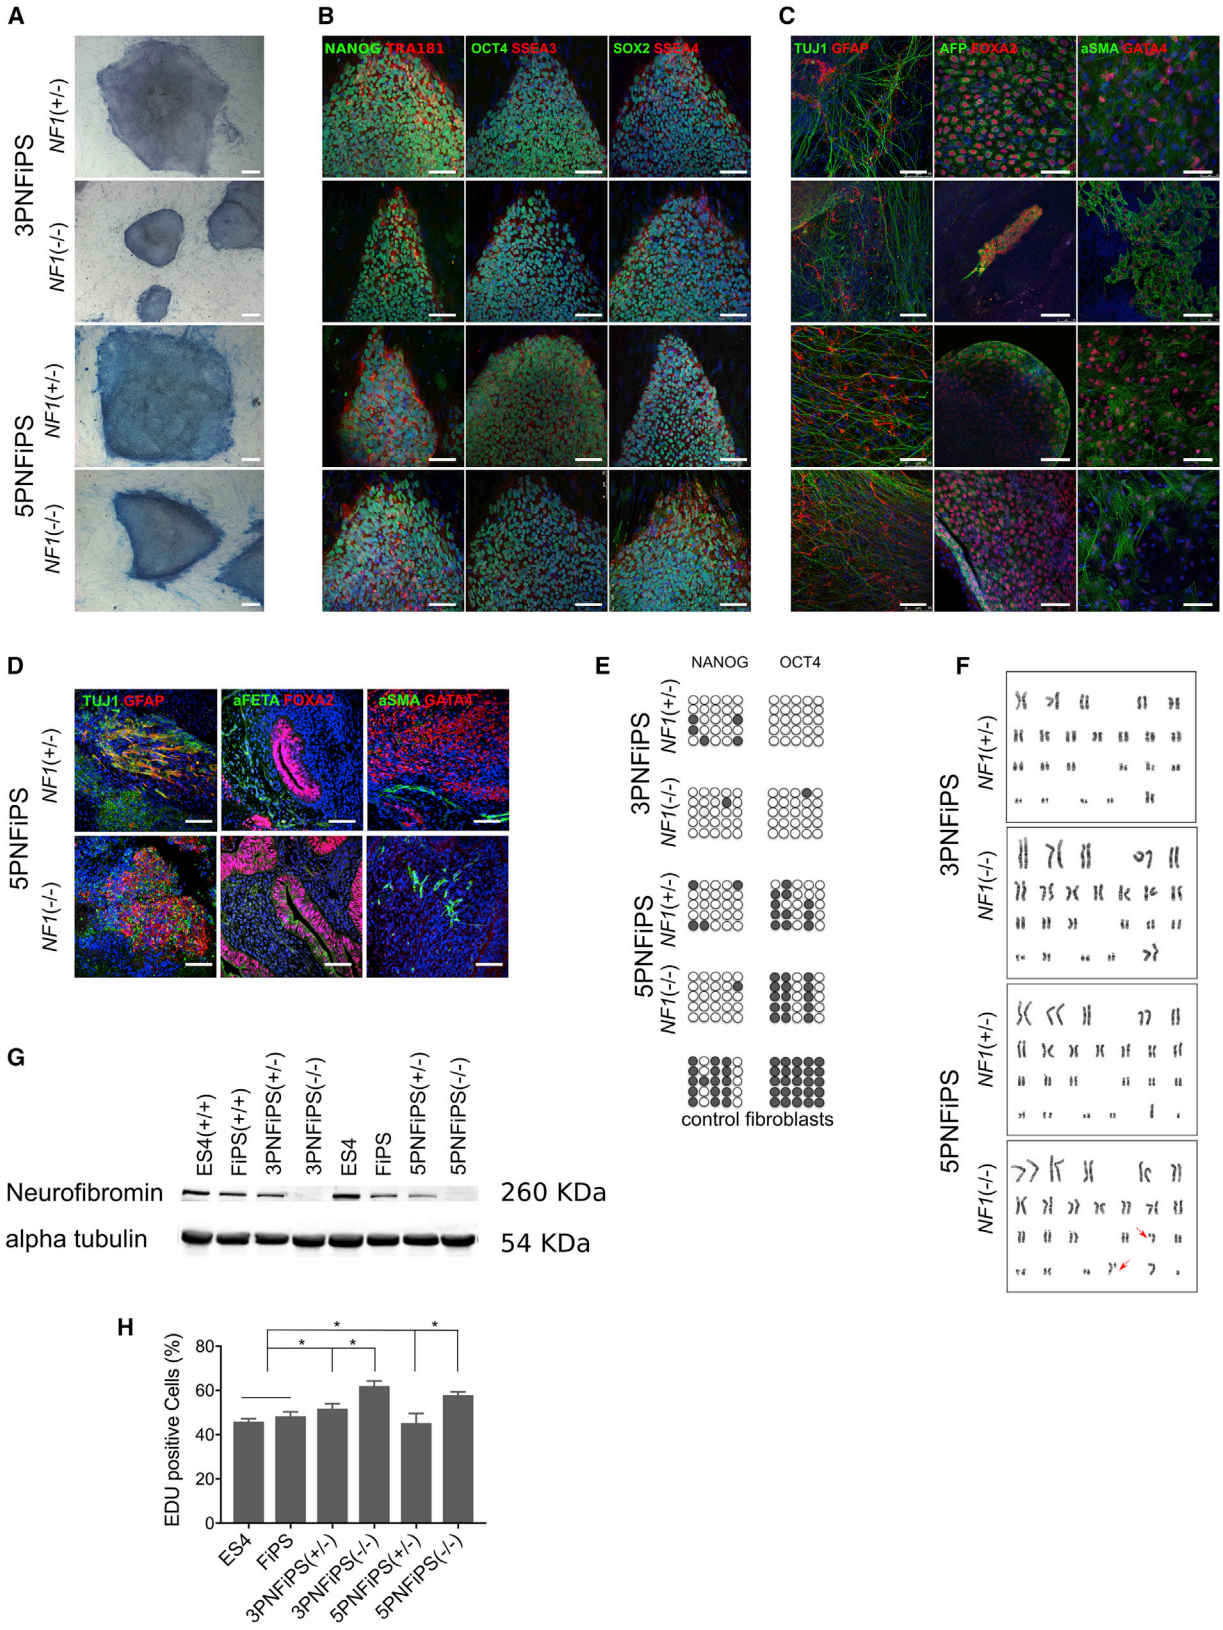 A
B
C
3PNFiPS
5PNFiPS
NF1(+/-)
NF1(-/-)
NF1(+/-)
NF1(-/-)
NANOG TRA181
OCT4 SSEA3
SOX2 SSEA4
TUJ1 GFAP
AFP FOXA2
aSMA GATA4
D
5PNFiPS
NF1(+/-)
NF1(-/-)
TUJ1 GFAP
aFETA FOXA2
aSMA GATA4
E
NANOG
OCT4
3PNFiPS
5PNFiPS
NF1(+/-)
NF1(-/-)
NF1(+/-)
NF1(-/-)
control fibroblasts
F
3PNFiPS
5PNFiPS
NF1(+/-)
NF1(-/-)
NF1(+/-)
NF1(-/-)
G
ES4(+/+)
FiPS(+/+)
3PNFiPS(+/-)
3PNFiPS(-/-)
ES4
FiPS
5PNFiPS(+/-)
5PNFiPS(-/-)
Neurofibromin
260 KDa
alpha tubulin
54 KDa
H
EDU positive Cells (%)
80
60
40
20
0
*
*
*
*
ES4
FiPS
3PNFiPS(+/-)
3PNFiPS(-/-)
5PNFiPS(+/-)
5PNFiPS(-/-)